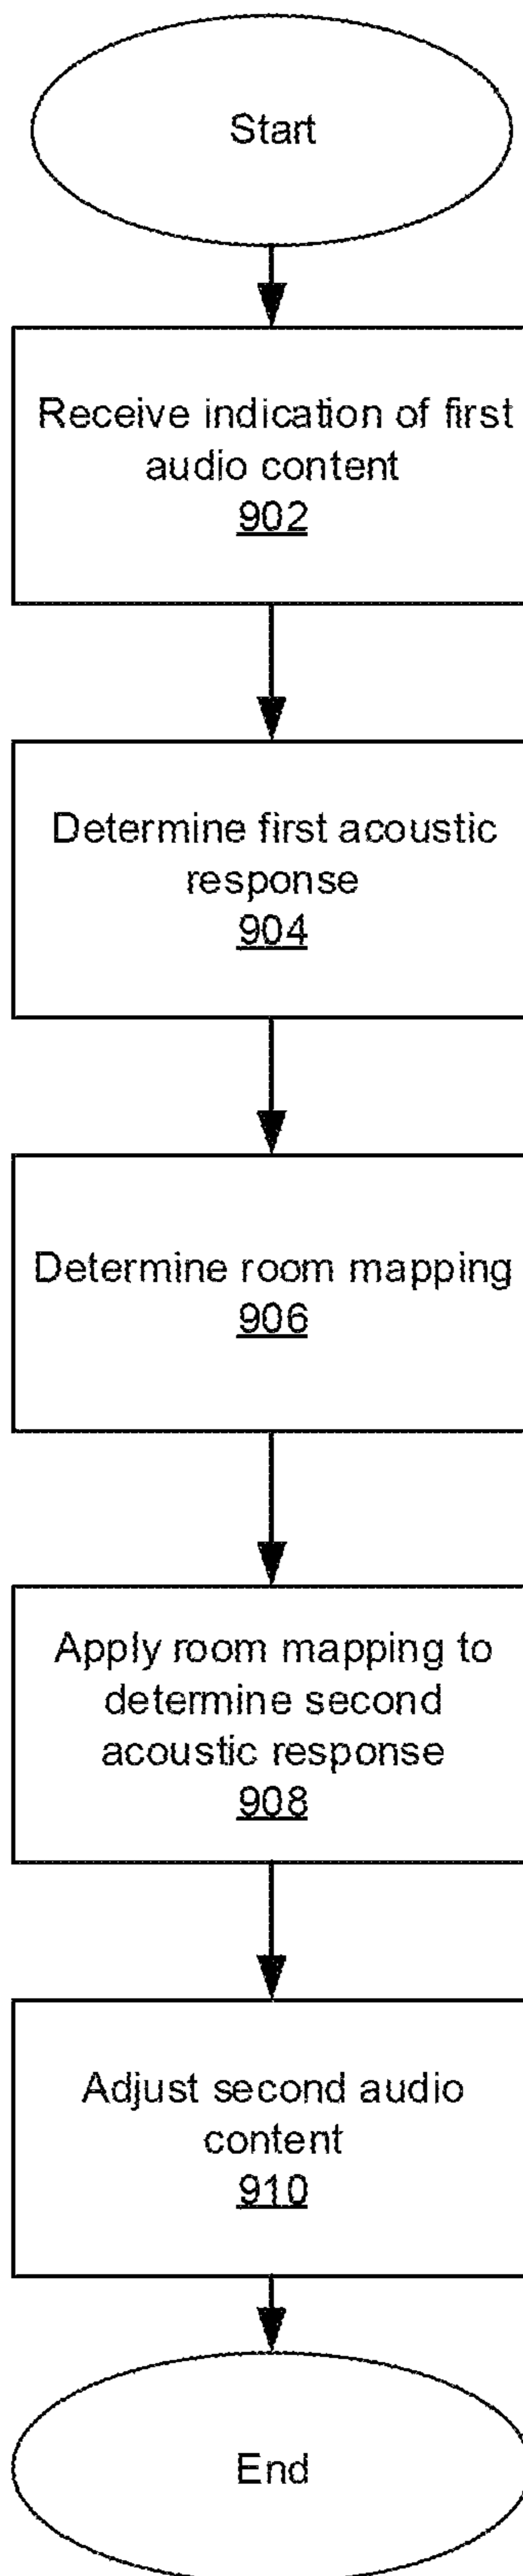 Start
Receive indication of first
audio content
902
Determine first acoustic
response
904
Determine room mapping
906
Apply room mapping to
determine second
acoustic response
908
Adjust second audio
content
910
End